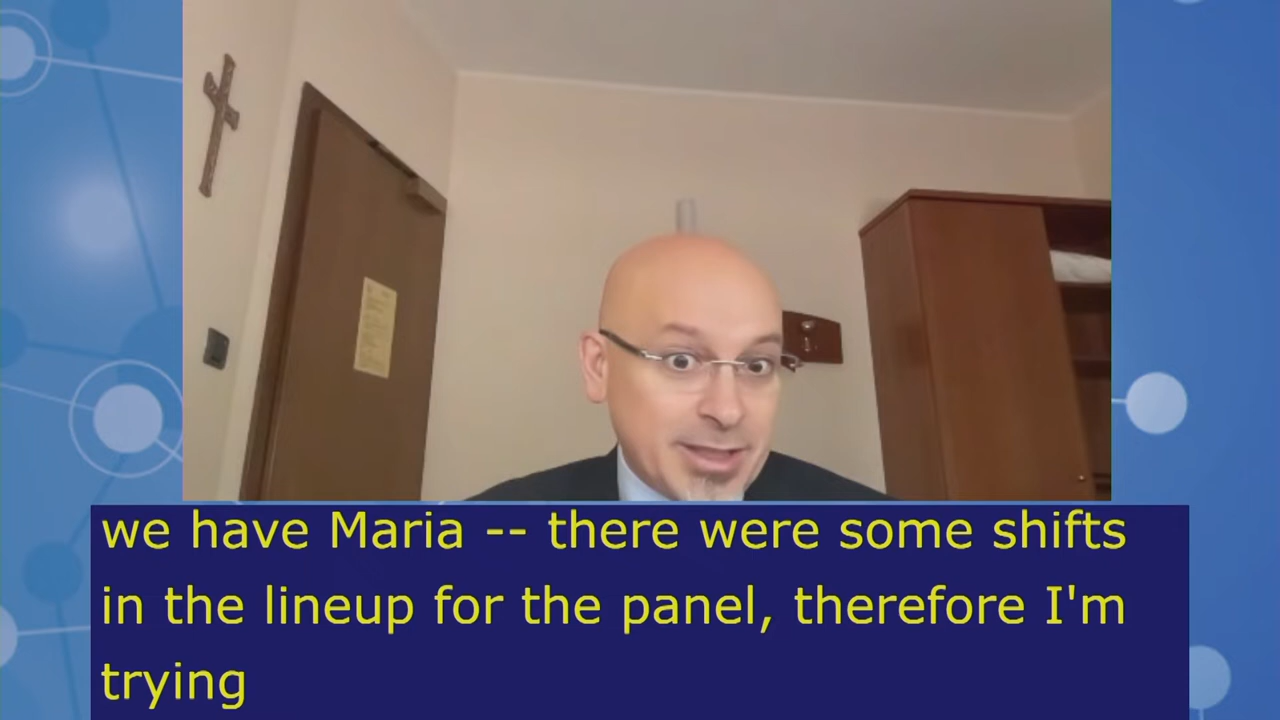 we have Maria -- there were some shifts
in the lineup for the panel, therefore I'm
trying